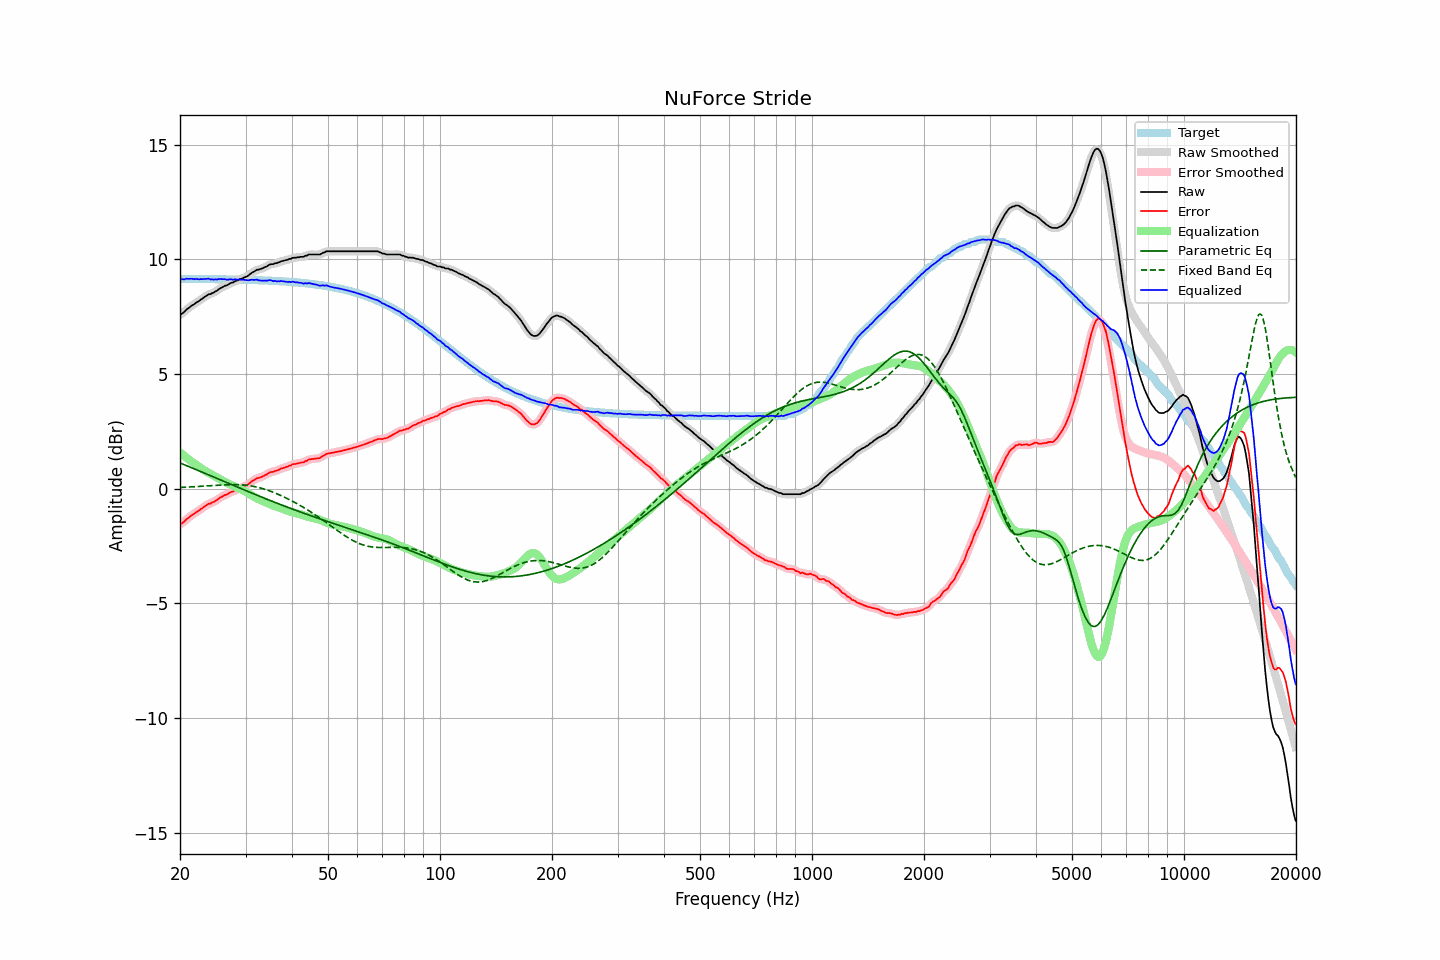 NuForce Stride
Target
Raw Smoothed
Error Smoothed
Raw
Error
Equalization
Parametric Eq
Fixed Band Eq
Equalized
Amplitude (dBr)
15
10
5
0
−5
−10
−15
20
50
100
200
500
1000
2000
5000
10000
20000
Frequency (Hz)